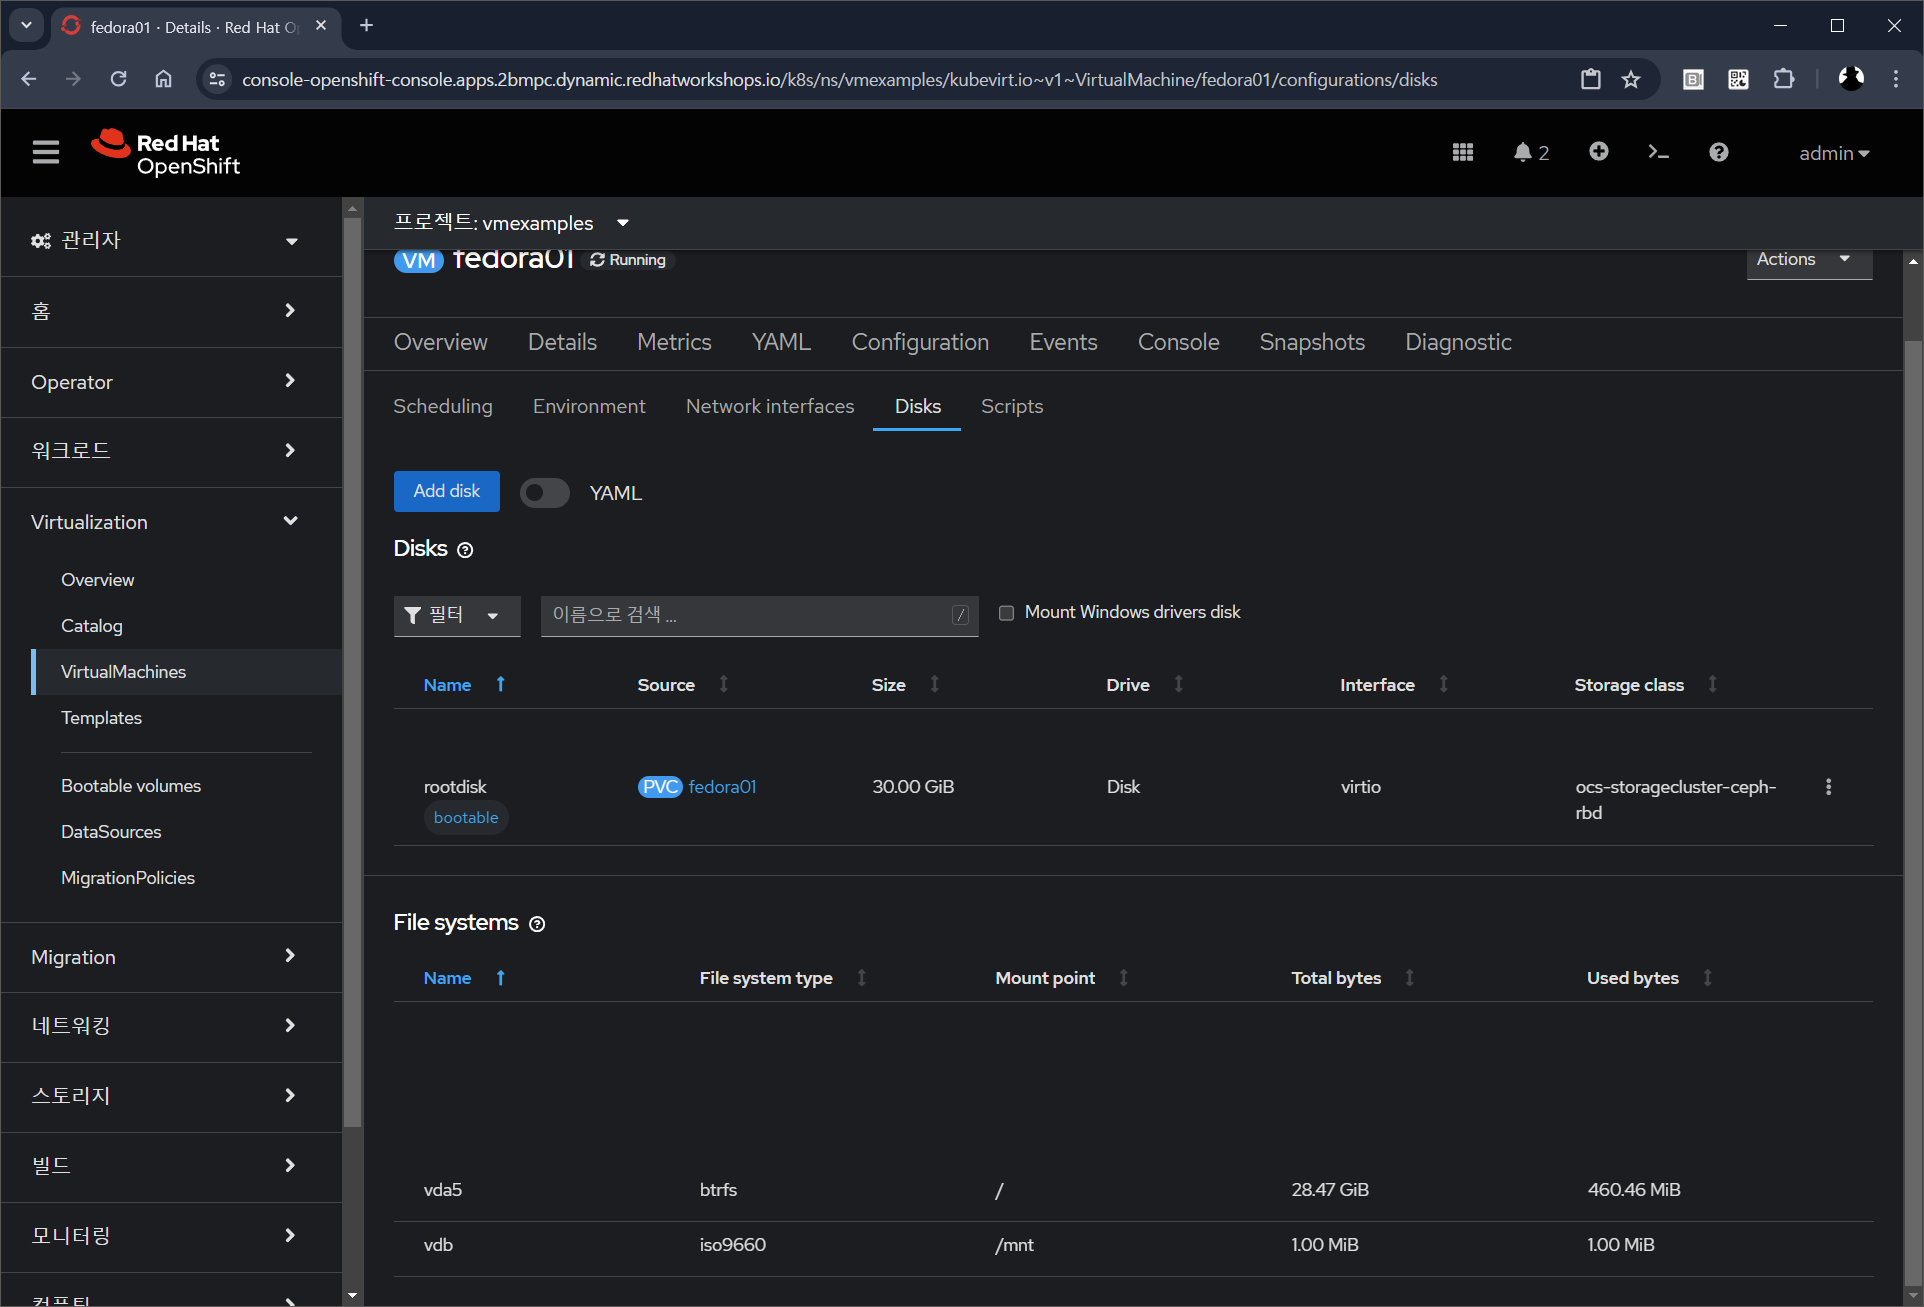 fedora01 · Details · Red Hat O
console-openshift-console.apps.2bmpc.dynamic.redhatworkshops.io/k8s/ns/vmexamples/kubevirt.io~v1~VirtualMachine/fedora01/configurations/disks
Red Hat
OpenShift
2
admin
관리자
홈
Operator
워크로드
Virtualization
Overview
Catalog
VirtualMachines
Templates
Bootable volumes
DataSources
MigrationPolicies
Migration
네트워킹
스토리지
빌드
모니터링
컴퓨팅
프로젝트: vmexamples
VM fedora01 Running
Actions
Overview Details Metrics YAML Configuration Events Console Snapshots Diagnostic
Scheduling Environment Network interfaces Disks Scripts
Add disk YAML
Disks
필터 이름으로 검색 ... / Mount Windows drivers disk
Name Source Size Drive Interface Storage class
rootdisk PVC fedora01 30.00 GiB Disk virtio ocs-storagecluster-ceph-
rbd
bootable
File systems
Name File system type Mount point Total bytes Used bytes
vda5 btrfs / 28.47 GiB 460.46 MiB
vdb iso9660 /mnt 1.00 MiB 1.00 MiB